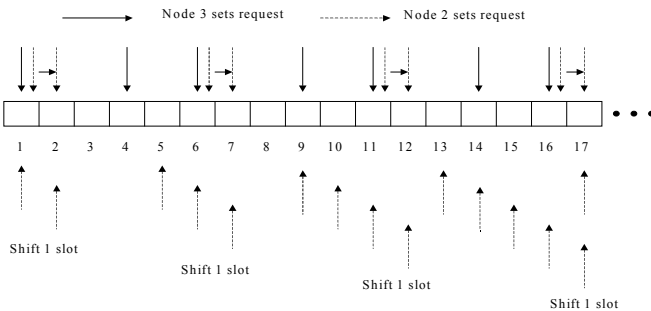 Node 3 sets request Node 2 sets request
1 2 3 4 5 6 7 8 9 10 11 12 13 14 15 16 17
Shift 1 slot
Shift 1 slot
Shift 1 slot
Shift 1 slot